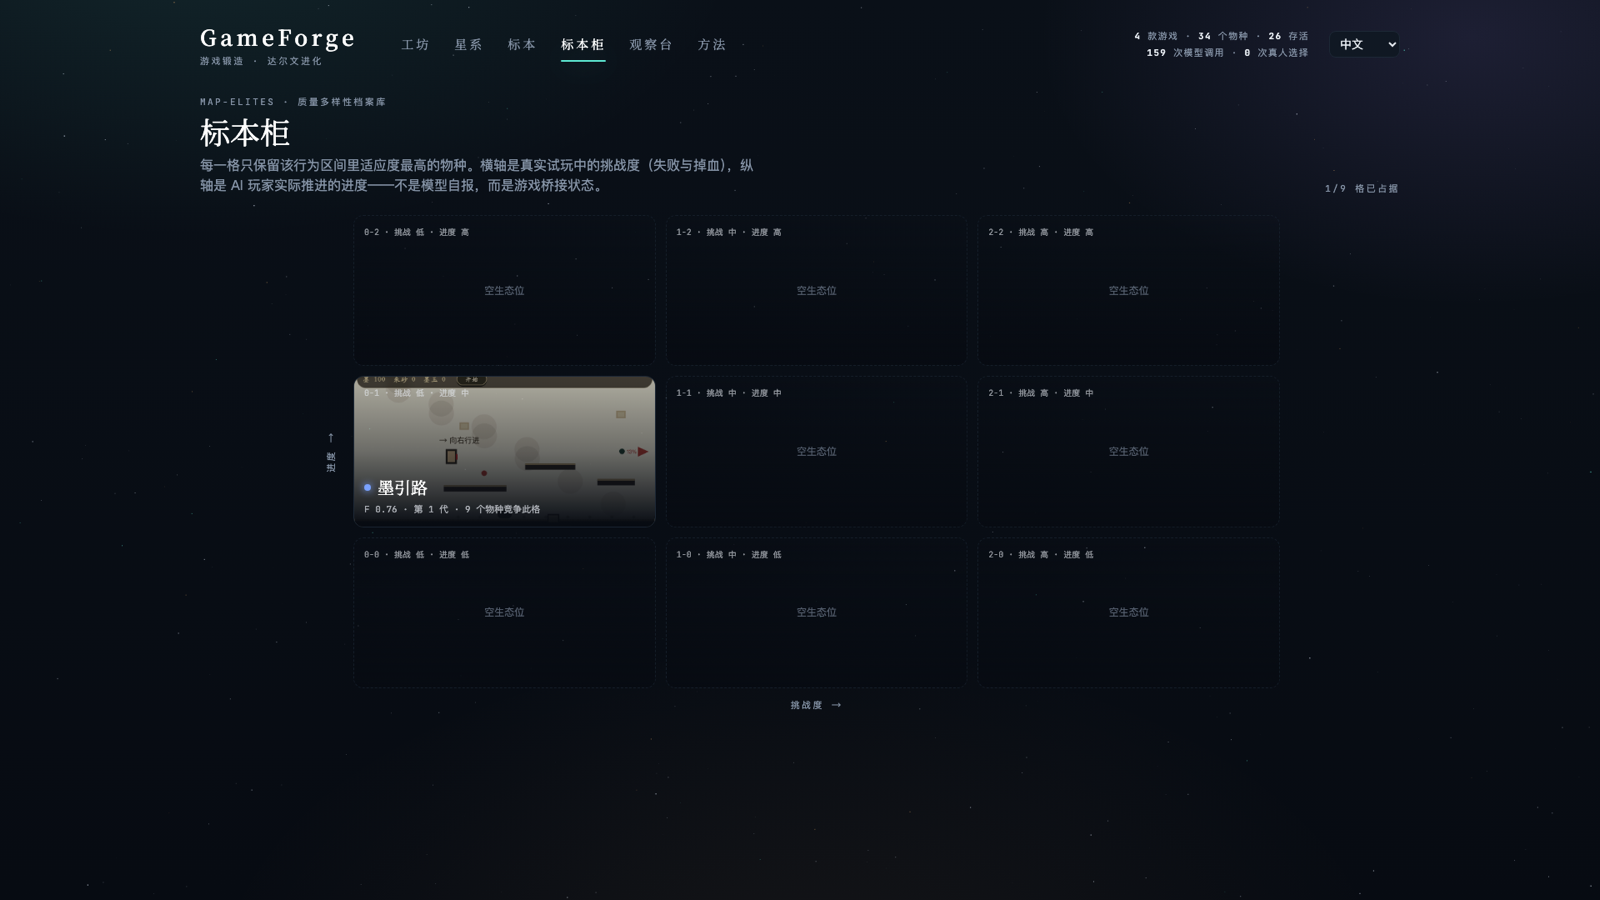 GameForge
游戏锻造 · 达尔文进化
工坊 星系 标本 标本柜 观察台 方法
4 款游戏 · 34 个物种 · 26 存活
159 次模型调用 · 0 次真人选择
中文
MAP-ELITES · 质量多样性档案库
标本柜
每一格只保留该行为区间里适应度最高的物种。横轴是真实试玩中的挑战度（失败与掉血），纵
轴是 AI 玩家实际推进的进度——不是模型自报，而是游戏桥接状态。
1/9 格已占据
0-2 · 挑战 低 · 进度 高
空生态位
1-2 · 挑战 中 · 进度 高
空生态位
2-2 · 挑战 高 · 进度 高
空生态位
墨 100 朱砂 0 墨玉 0 开始
0-1 · 挑战 低 · 进度 中
→ 向右行进
墨引路
F 0.76 · 第 1 代 · 9 个物种竞争此格
1-1 · 挑战 中 · 进度 中
空生态位
2-1 · 挑战 高 · 进度 中
空生态位
进度 →
0-0 · 挑战 低 · 进度 低
空生态位
1-0 · 挑战 中 · 进度 低
空生态位
2-0 · 挑战 高 · 进度 低
空生态位
挑战度 →